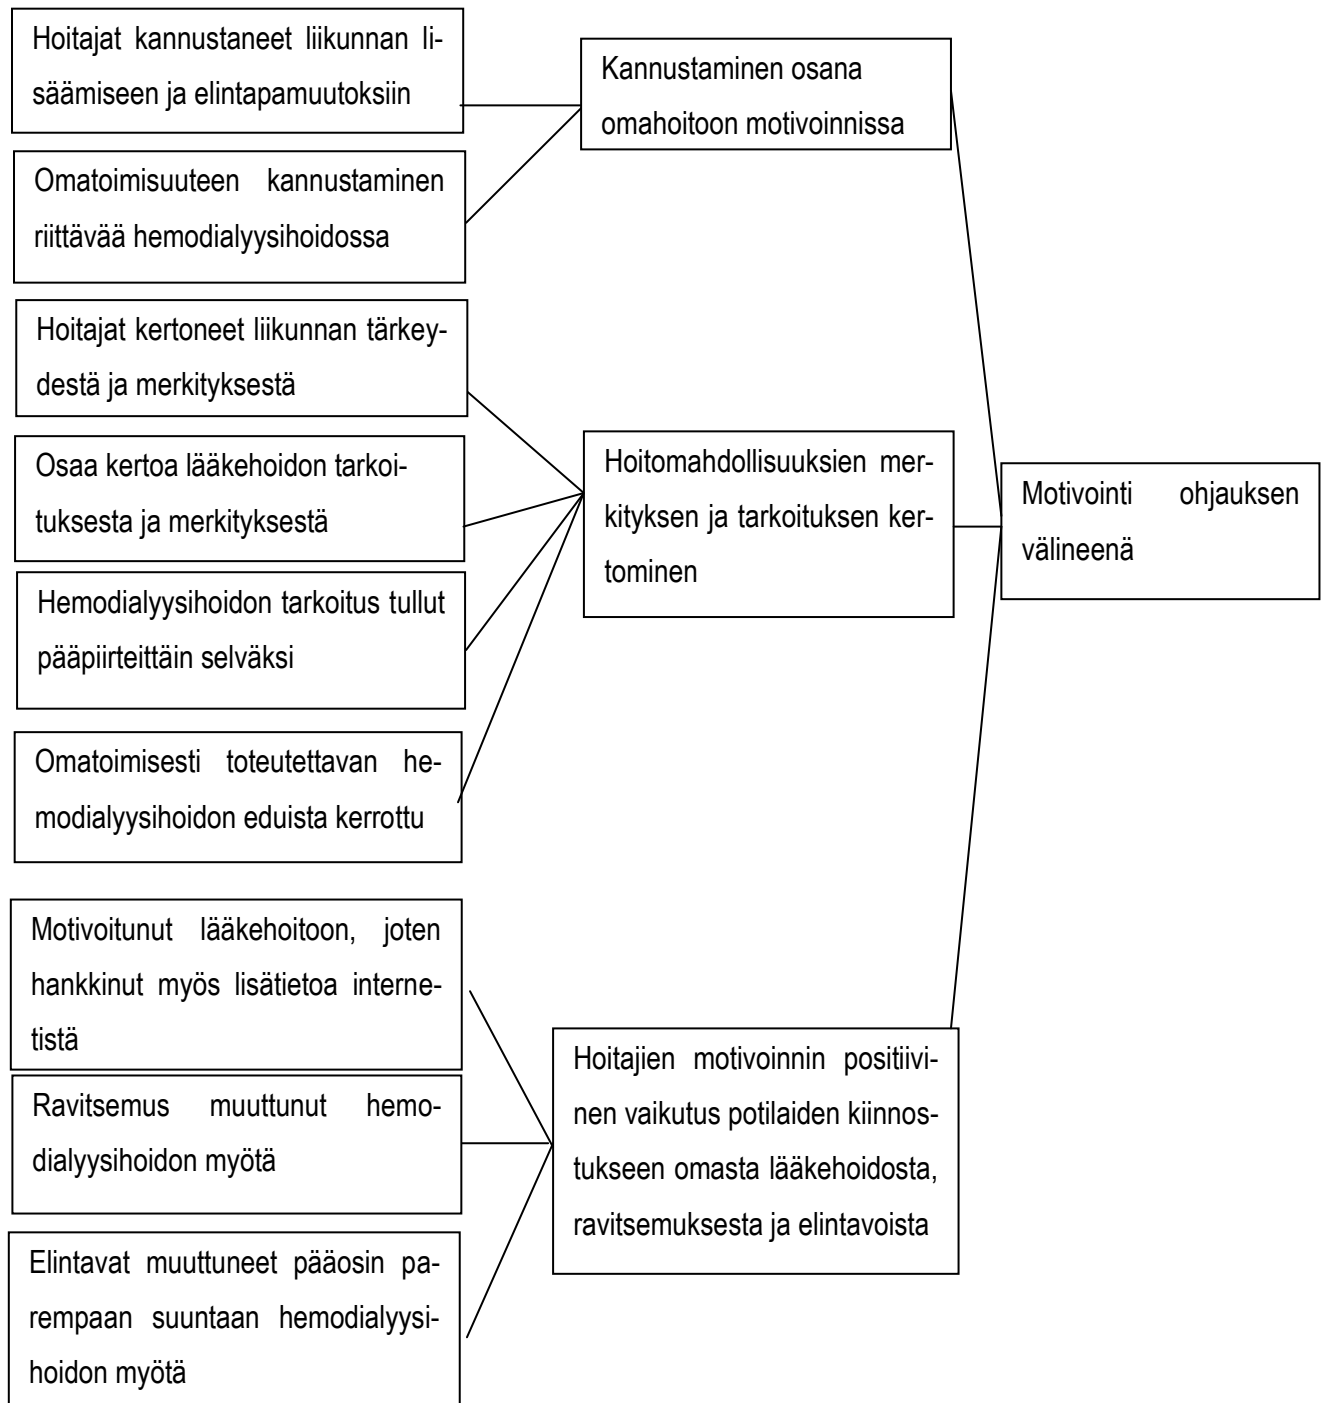 Hoitajat kannustaneet liikunnan li-
säämiseen ja elintapamuutoksiin
Omatoimisuuteen kannustaminen
riittävää hemodialyysihoidossa
Hoitajat kertoneet liikunnan tärkey-
destä ja merkityksestä
Osaa kertoa lääkehoidon tarkoi-
tuksesta ja merkityksestä
Hemodialyysihoidon tarkoitus tullut
pääpiirteittäin selväksi
Omatoimisesti toteutettavan he-
modialyysihoidon eduista kerrottu
Motivoitunut lääkehoitoon, joten
hankkinut myös lisätietoa interne-
tistä
Ravitsemus muuttunut hemo-
dialyysihoidon myötä
Elintavat muuttuneet pääosin pa-
rempaan suuntaan hemodialyysi-
hoidon myötä
Kannustaminen osana
omahoitoon motivoinnissa
Hoitomahdollisuuksien mer-
kityksen ja tarkoituksen ker-
tominen
Hoitajien motivoinnin positiivi-
nen vaikutus potilaiden kiinnos-
tukseen omasta lääkehoidosta,
ravitsemuksesta ja elintavoista
Motivointi ohjauksen
välineenä